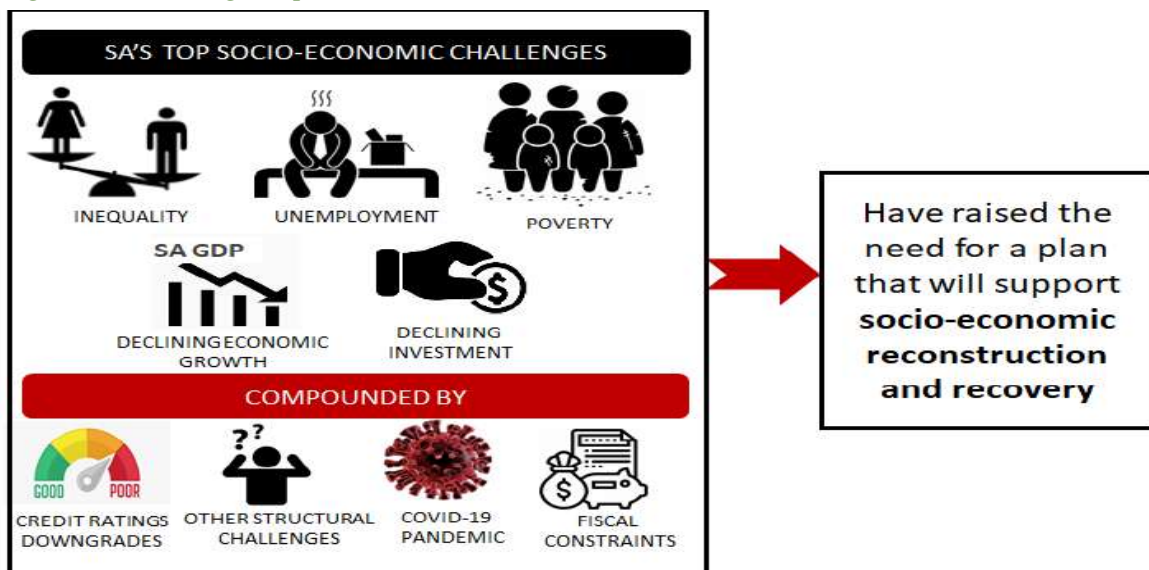 SA'S TOP SOCIO-ECONOMIC CHALLENGES
INEQUALITY
UNEMPLOYMENT
POVERTY
SA GDP
DECLINING ECONOMIC
GROWTH
$
DECLINING
INVESTMENT
COMPOUNDED BY
GOOD
POOR
CREDIT RATINGS
DOWNGRADES
??
OTHER STRUCTURAL
CHALLENGES
COVID-19
PANDEMIC
$
FISCAL
CONSTRAINTS
Have raised the
need for a plan
that will support
socio-economic
reconstruction
and recovery